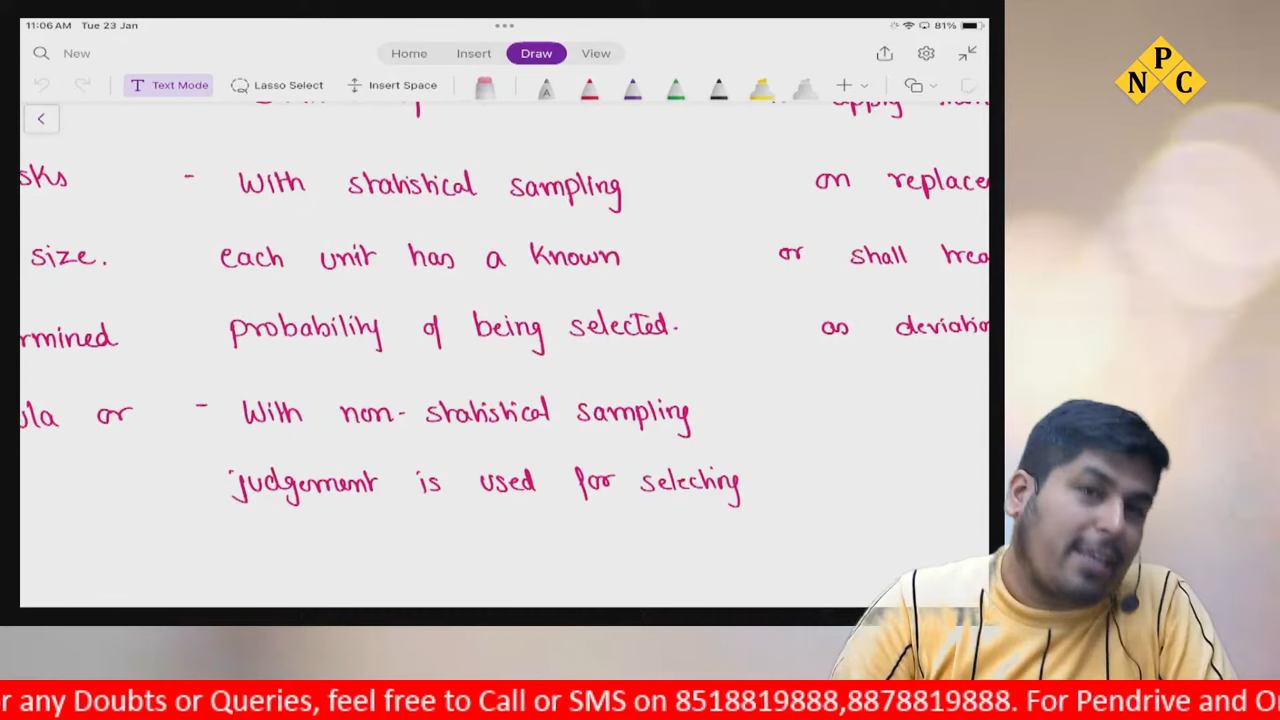 11:06 AM Tue 23 Jan
81%
New
Home Insert Draw View
Text Mode Lasso Select Insert Space
apply
sks
- With statistical sampling
on replace
size.
each unit has a known
or shall trea
rmined
probability of being selected.
as deviation
ula or
- With non-statistical sampling
judgement is used for selecting
N P C
or any Doubts or Queries, feel free to Call or SMS on 8518819888,8878819888. For Pendrive and O